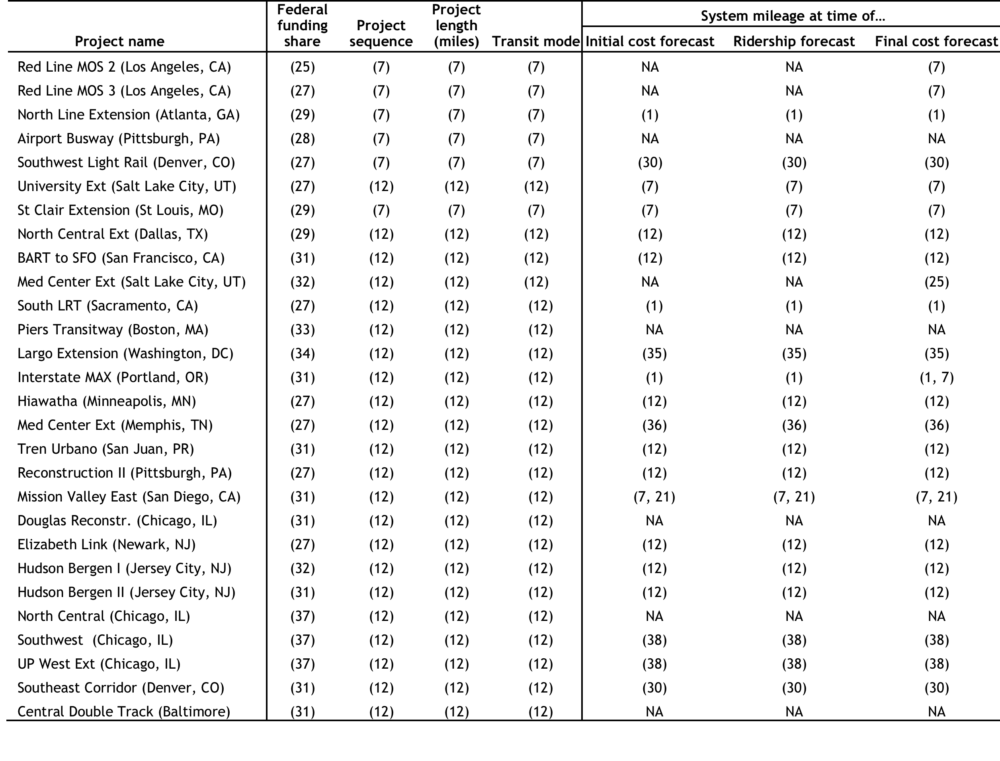 Project name Federal funding share Project sequence Project length (miles) Transit mode System mileage at time of…
Initial cost forecast Ridership forecast Final cost forecast
Red Line MOS 2 (Los Angeles, CA) (25) (7) (7) (7) NA NA (7)
Red Line MOS 3 (Los Angeles, CA) (27) (7) (7) (7) NA NA (7)
North Line Extension (Atlanta, GA) (29) (7) (7) (7) (1) (1) (1)
Airport Busway (Pittsburgh, PA) (28) (7) (7) (7) NA NA NA
Southwest Light Rail (Denver, CO) (27) (7) (7) (7) (30) (30) (30)
University Ext (Salt Lake City, UT) (27) (12) (12) (12) (7) (7) (7)
St Clair Extension (St Louis, MO) (29) (7) (7) (7) (7) (7) (7)
North Central Ext (Dallas, TX) (29) (12) (12) (12) (12) (12) (12)
BART to SFO (San Francisco, CA) (31) (12) (12) (12) (12) (12) (12)
Med Center Ext (Salt Lake City, UT) (32) (12) (12) (12) NA NA (25)
South LRT (Sacramento, CA) (27) (12) (12) (12) (1) (1) (1)
Piers Transitway (Boston, MA) (33) (12) (12) (12) NA NA NA
Largo Extension (Washington, DC) (34) (12) (12) (12) (35) (35) (35)
Interstate MAX (Portland, OR) (31) (12) (12) (12) (1) (1) (1, 7)
Hiawatha (Minneapolis, MN) (27) (12) (12) (12) (12) (12) (12)
Med Center Ext (Memphis, TN) (27) (12) (12) (12) (36) (36) (36)
Tren Urbano (San Juan, PR) (31) (12) (12) (12) (12) (12) (12)
Reconstruction II (Pittsburgh, PA) (27) (12) (12) (12) (12) (12) (12)
Mission Valley East (San Diego, CA) (31) (12) (12) (12) (7, 21) (7, 21) (7, 21)
Douglas Reconstr. (Chicago, IL) (31) (12) (12) (12) NA NA NA
Elizabeth Link (Newark, NJ) (27) (12) (12) (12) (12) (12) (12)
Hudson Bergen I (Jersey City, NJ) (32) (12) (12) (12) (12) (12) (12)
Hudson Bergen II (Jersey City, NJ) (31) (12) (12) (12) (12) (12) (12)
North Central (Chicago, IL) (37) (12) (12) (12) NA NA NA
Southwest (Chicago, IL) (37) (12) (12) (12) (38) (38) (38)
UP West Ext (Chicago, IL) (37) (12) (12) (12) (38) (38) (38)
Southeast Corridor (Denver, CO) (31) (12) (12) (12) (30) (30) (30)
Central Double Track (Baltimore) (31) (12) (12) (12) NA NA NA